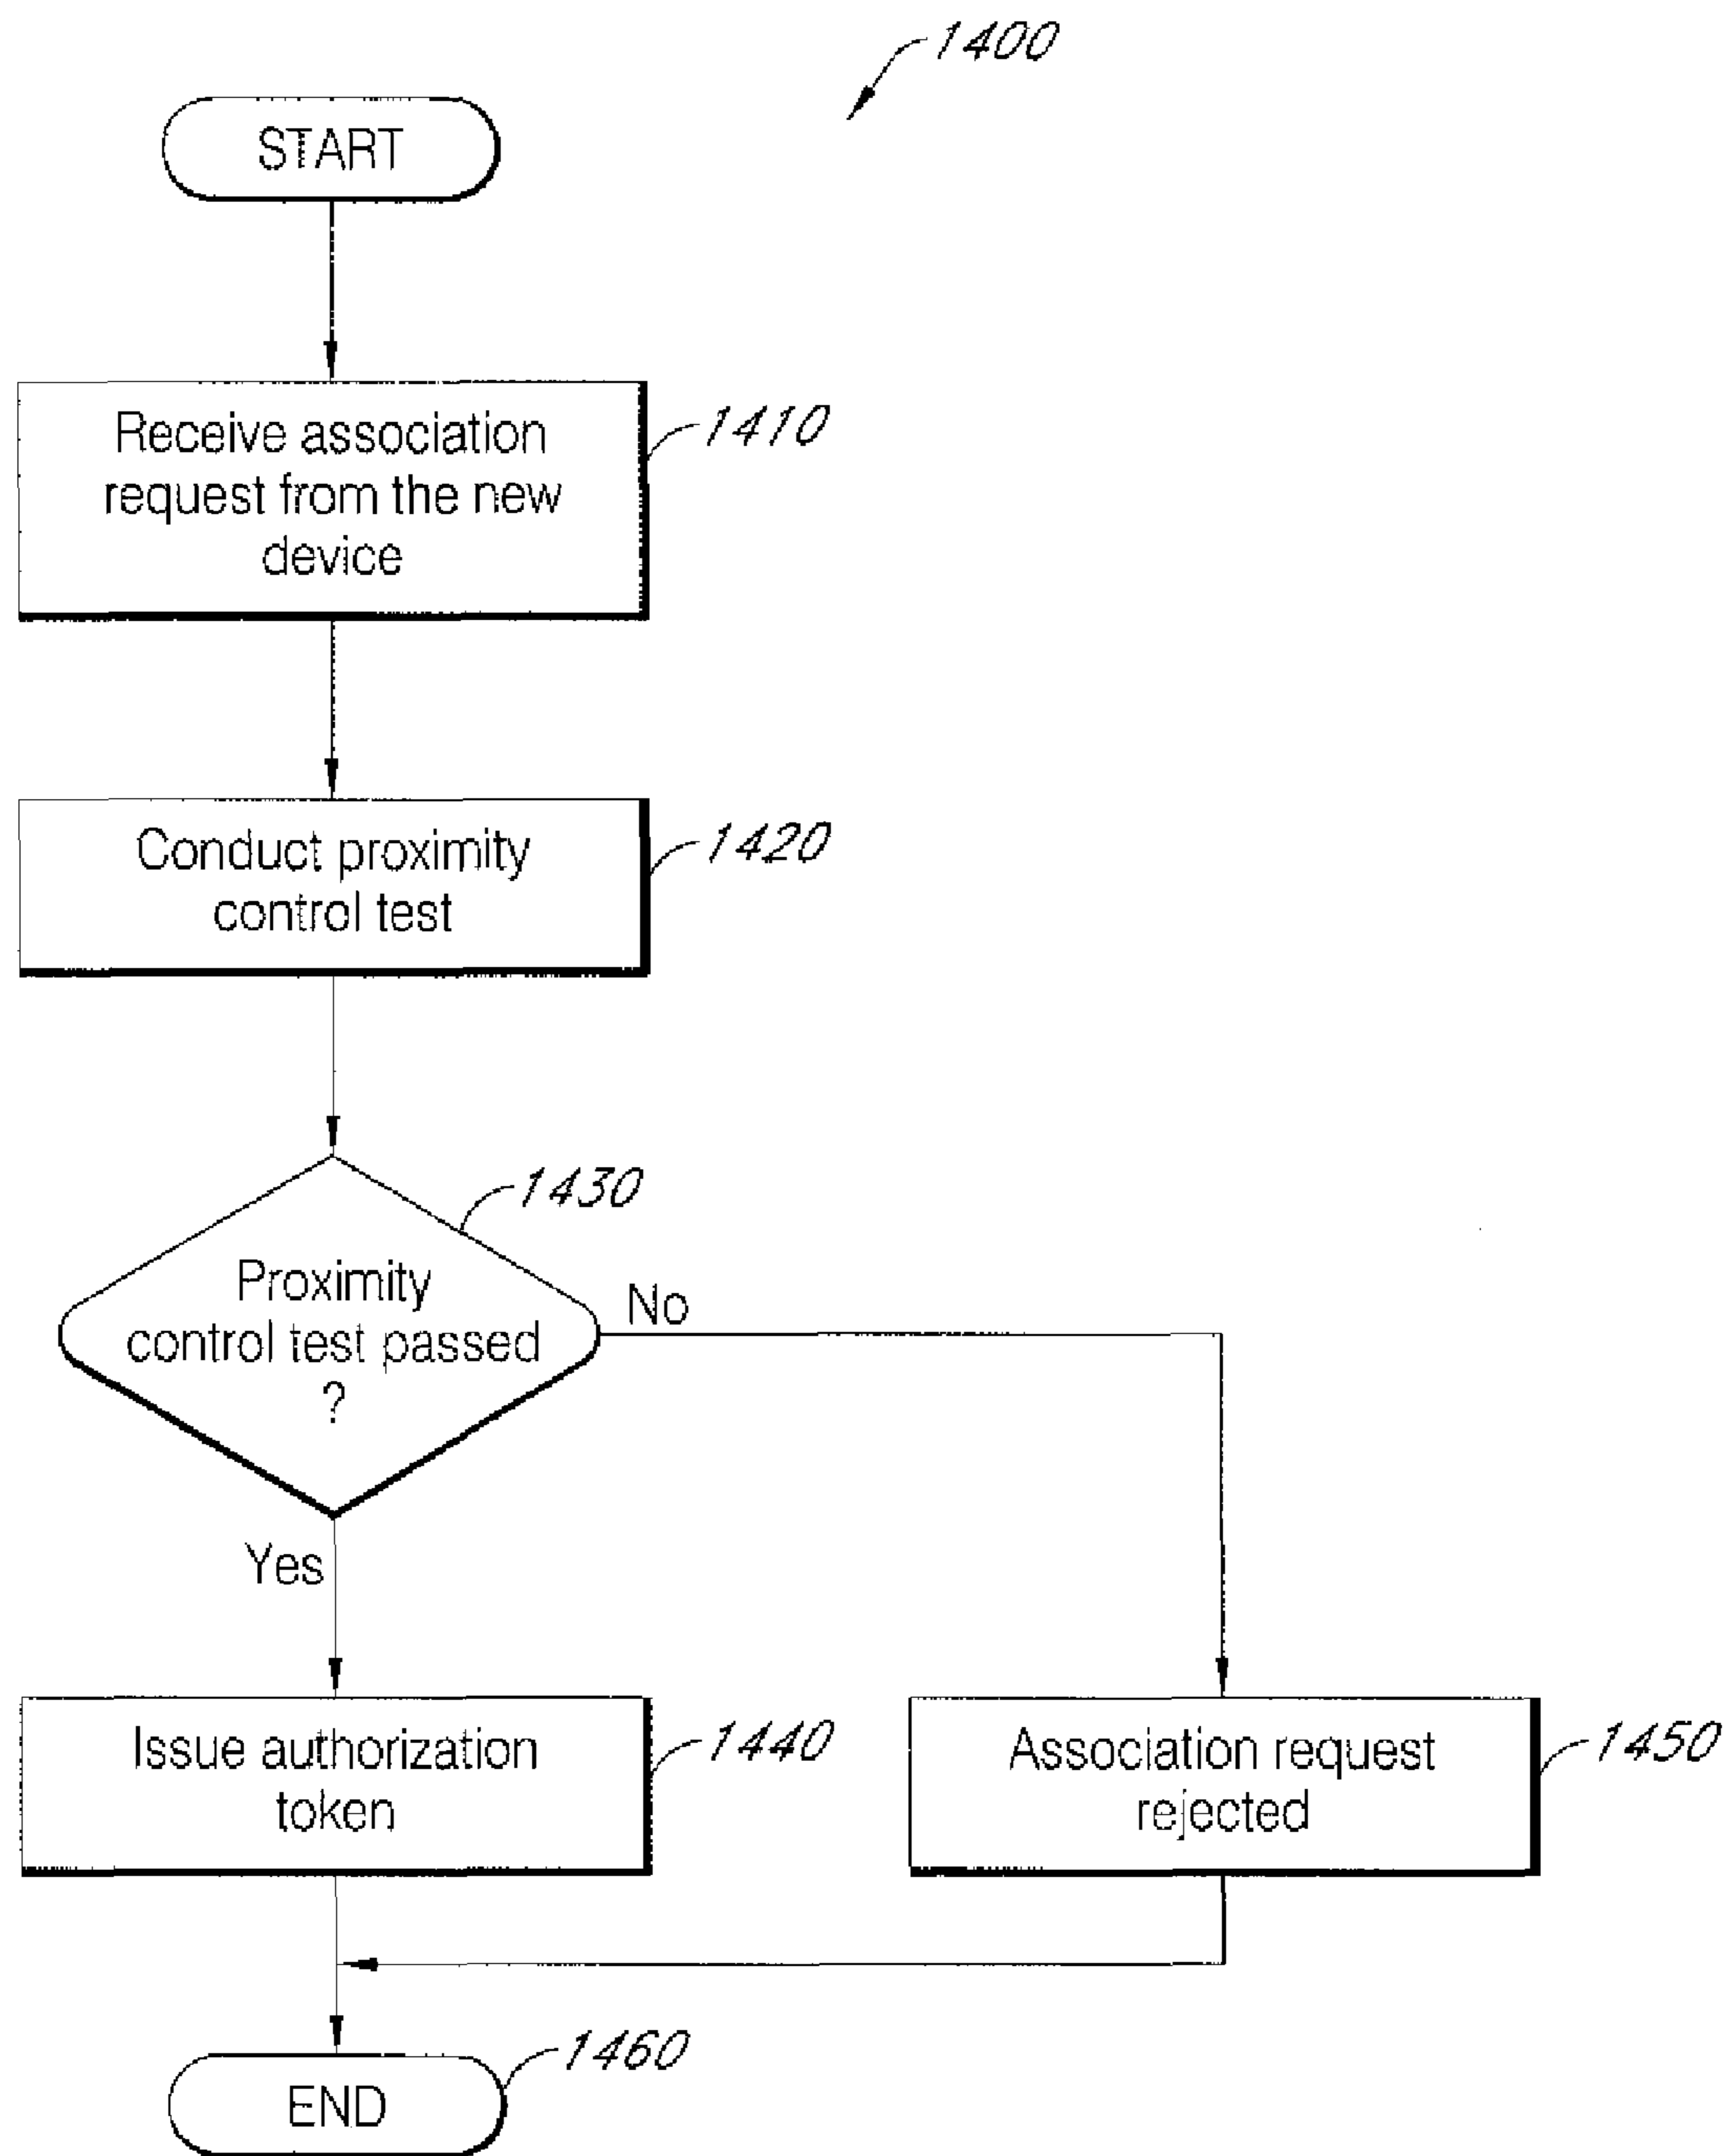 1400
START
Receive association
request from the new
device
1410
Conduct proximity
control test
1420
1430
Proximity
control test passed
?
No
Yes
Issue authorization
token
1440
Association request
rejected
1450
END
1460